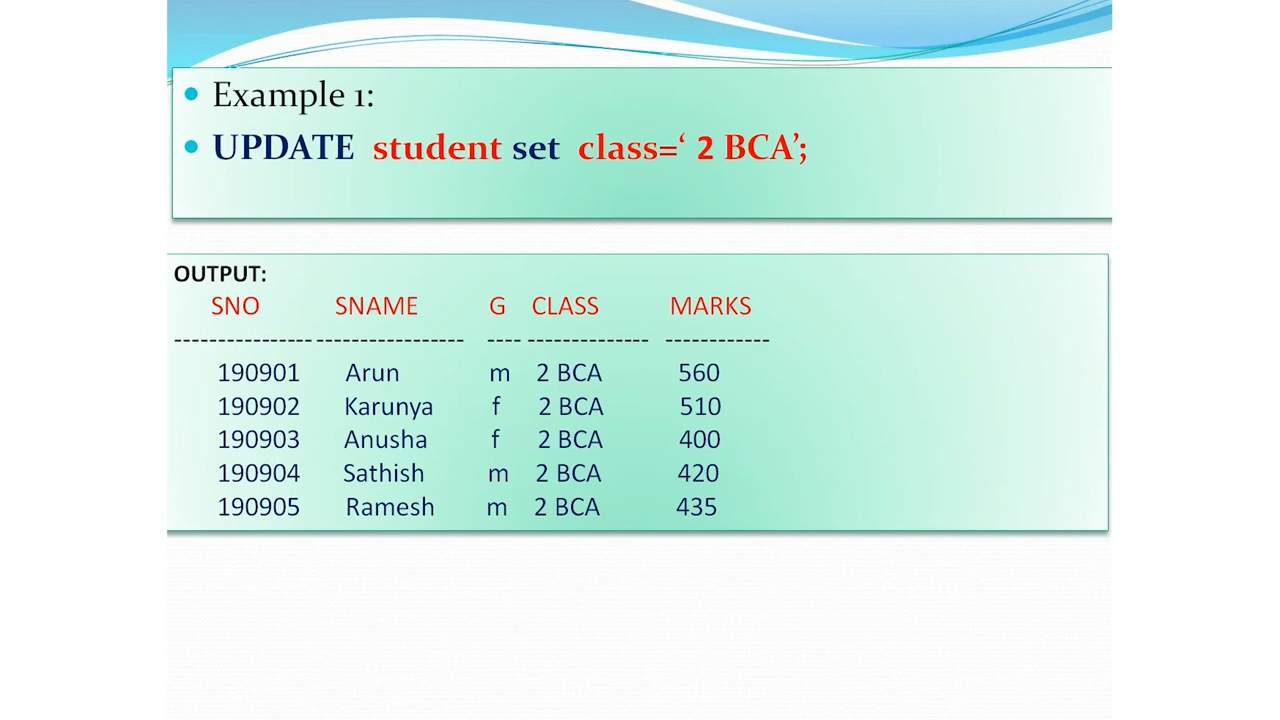 Example 1:
UPDATE student set class=‘ 2 BCA’;
OUTPUT:
SNO SNAME G CLASS MARKS
---------------- ----------------- ---- -------------- ------------
190901 Arun m 2 BCA 560
190902 Karunya f 2 BCA 510
190903 Anusha f 2 BCA 400
190904 Sathish m 2 BCA 420
190905 Ramesh m 2 BCA 435